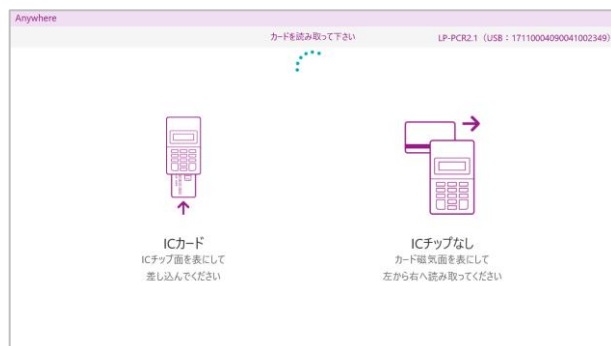 Anywhere
カードを読み取って下さい
LP-PCR2.1（USB：17110004090041002349）
ICカード
ICチップ面を表にして
差し込んでください
ICチップなし
カード磁気面を表にして
左から右へ読み取ってください